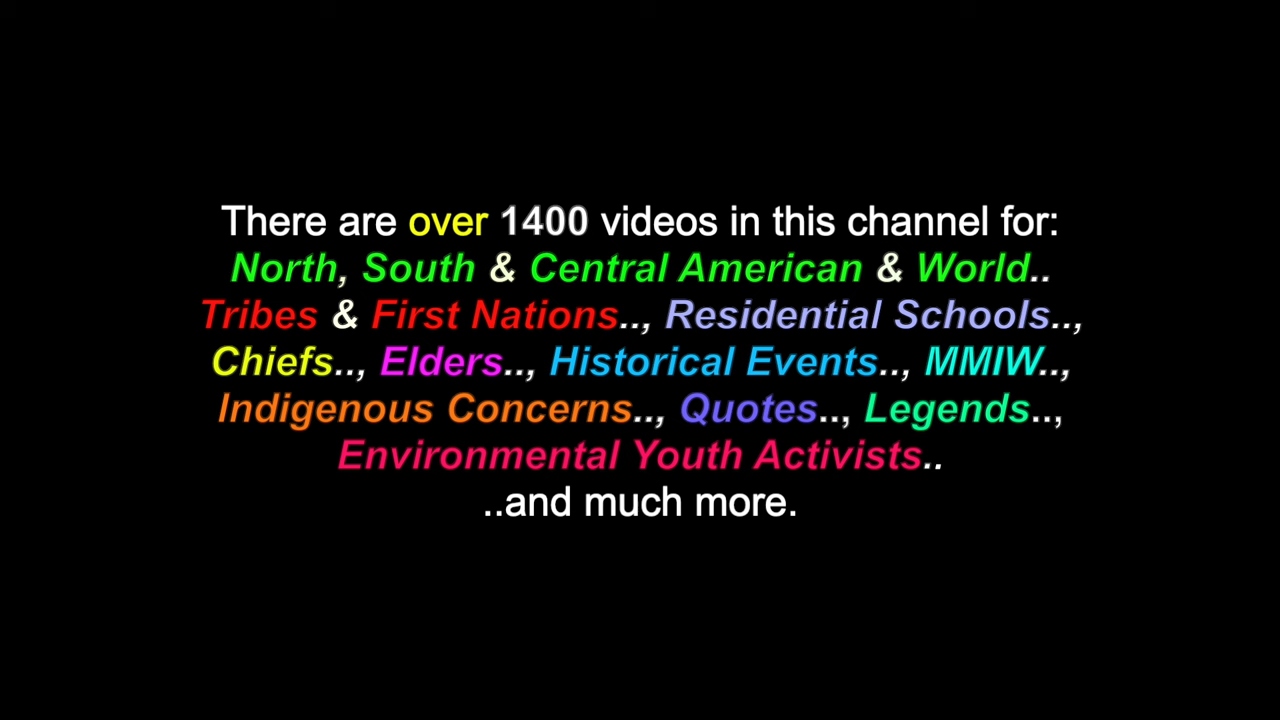 There are over 1400 videos in this channel for:
North, South & Central American & World..
Tribes & First Nations.., Residential Schools..,
Chiefs.., Elders.., Historical Events.., MMIW..,
Indigenous Concerns.., Quotes.., Legends..,
Environmental Youth Activists..
..and much more.